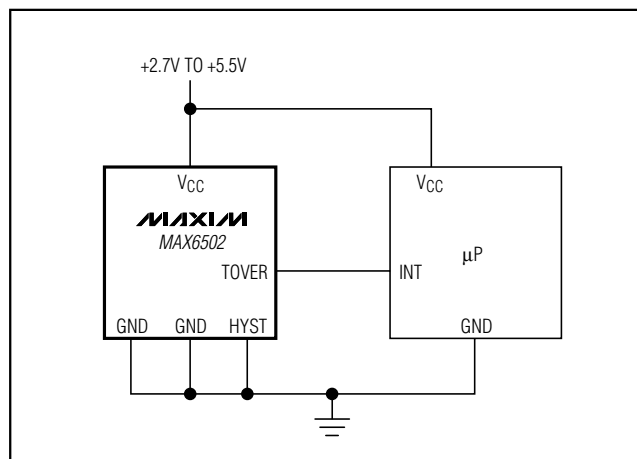 +2.7V TO +5.5V
VCC
VCC
MAXIM
MAX6502
μP
TOVER
INT
GND GND HYST
GND